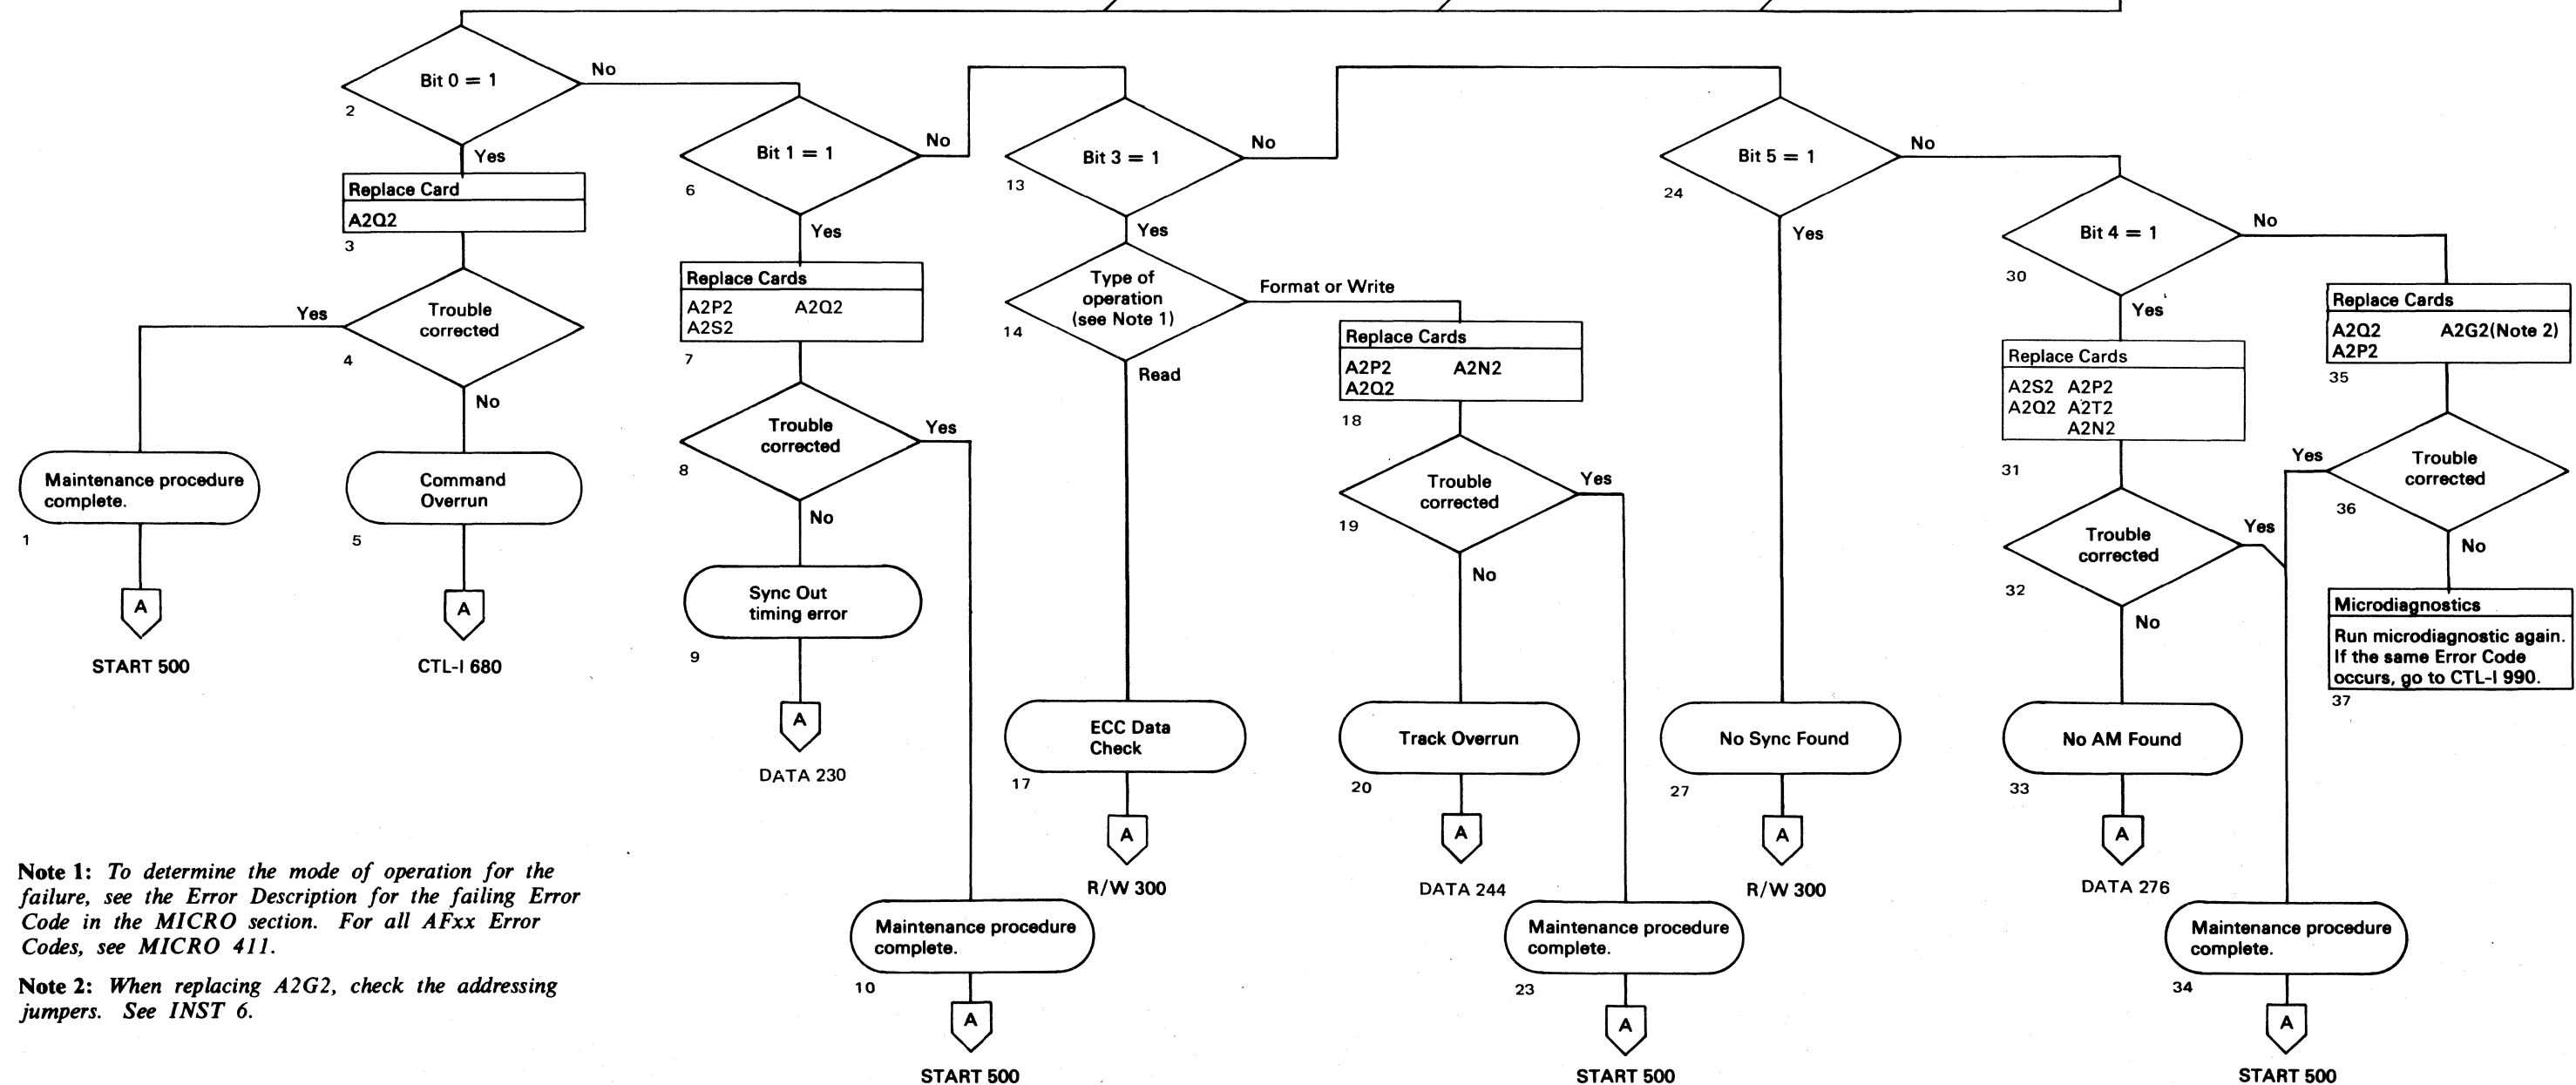 Bit 0 = 1
No
2
Yes
Replace Card
A2Q2
3
Trouble
corrected
Yes
4
No
Maintenance procedure
complete.
1
A
START 500
Command
Overrun
5
A
CTL-I 680
Bit 1 = 1
No
6
Yes
Replace Cards
A2P2 A2Q2
A2S2
7
Trouble
corrected
Yes
8
No
Sync Out
timing error
9
A
DATA 230
Maintenance procedure
complete.
10
A
START 500
Bit 3 = 1
No
13
Yes
Type of
operation
(see Note 1)
Format or Write
14
Read
ECC Data
Check
17
A
R/W 300
Replace Cards
A2P2 A2N2
A2Q2
18
Trouble
corrected
Yes
19
No
Track Overrun
20
A
DATA 244
Maintenance procedure
complete.
23
A
START 500
Bit 5 = 1
No
24
Yes
No Sync Found
27
A
R/W 300
Bit 4 = 1
No
30
Yes
Replace Cards
A2S2 A2P2
A2Q2 A2T2
A2N2
31
Trouble
corrected
Yes
32
No
No AM Found
33
A
DATA 276
Replace Cards
A2Q2 A2G2(Note 2)
A2P2
35
Trouble
corrected
Yes
36
No
Microdiagnostics
Run microdiagnostic again.
If the same Error Code
occurs, go to CTL-I 990.
37
Maintenance procedure
complete.
34
A
START 500
Note 1: To determine the mode of operation for the
failure, see the Error Description for the failing Error
Code in the MICRO section. For all AFxx Error
Codes, see MICRO 411.
Note 2: When replacing A2G2, check the addressing
jumpers. See INST 6.